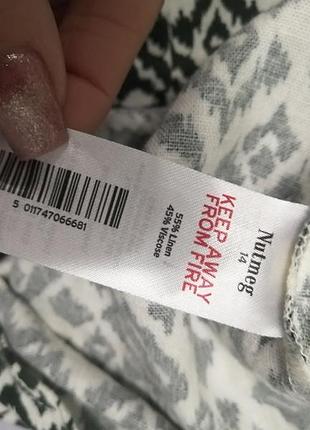 Nutmeg
14
KEEP AWAY
FROM FIRE
55% Linen
45% Viscose
5 011747066681